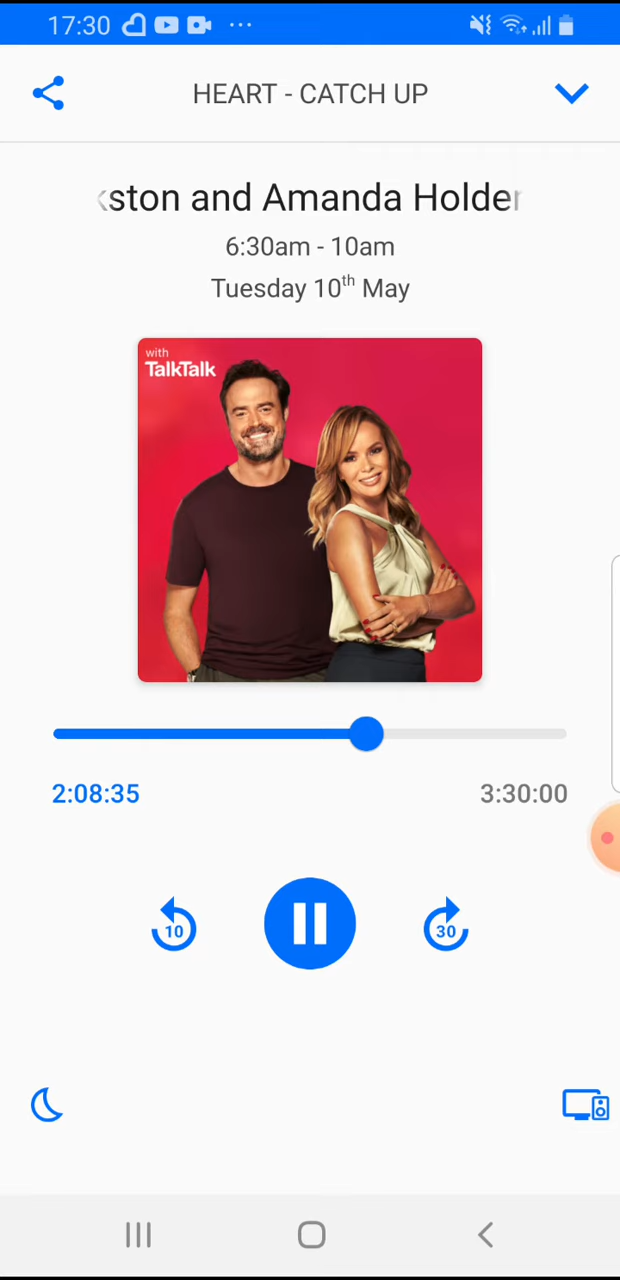 17:30
HEART - CATCH UP
ston and Amanda Holder
6:30am - 10am
Tuesday 10th May
with
TalkTalk
2:08:35
3:30:00
10
30